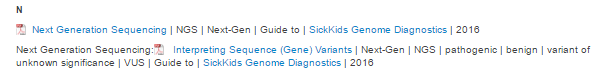 N
Next Generation Sequencing | NGS | Next-Gen | Guide to | SickKids Genome Diagnostics | 2016
Next Generation Sequencing: Interpreting Sequence (Gene) Variants | Next-Gen | NGS | pathogenic | benign | variant of
unknown significance | VUS | Guide to | SickKids Genome Diagnostics | 2016